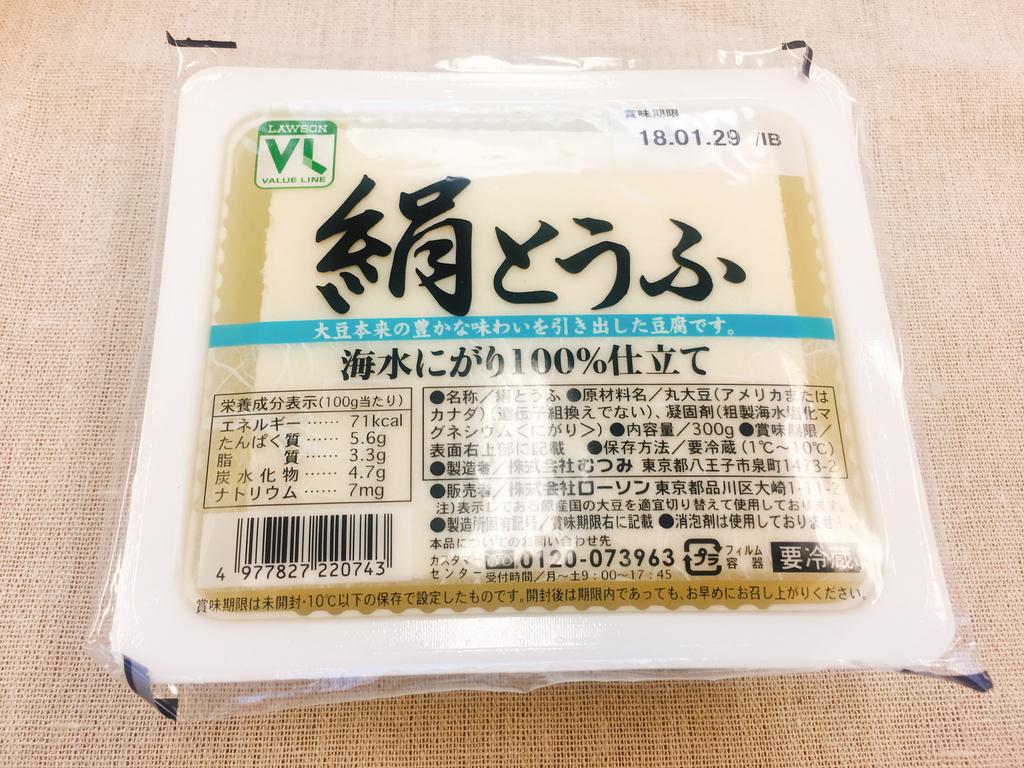 LAWSON
VL
VALUE LINE
賞味期限
18.01.29 /IB
絹とうふ
大豆本来の豊かな味わいを引き出した豆腐です。
海水にがり100%仕立て
栄養成分表示(100g当たり)
エネルギー …… 71kcal
たんぱく質 …… 5.6g
脂　　質 …… 3.3g
炭水化物 …… 4.7g
ナトリウム …… 7mg
●名称／絹とうふ ●原材料名／丸大豆(アメリカまたは
カナダ)(遺伝子組換えでない)、凝固剤(粗製海水塩化マ
グネシウム〈にがり〉) ●内容量／300g ●賞味期限／
表面右上部に記載 ●保存方法／要冷蔵(1℃〜10℃)
●製造者／株式会社むつみ 東京都八王子市泉町1473-2
●販売者／株式会社ローソン 東京都品川区大崎1-11-2
注)表示してある原産国の大豆を適宜切り替えて使用しております。
●製造所固有記号／賞味期限右に記載 ●消泡剤は使用しておりません。
本品についてのお問い合わせ先
カスタマー
センター 0120-073963
受付時間／月〜土9：00〜17：45
プラ
フィルム
容器
要冷蔵
4 977827 220743
賞味期限は未開封・10℃以下の保存で設定したものです。開封後は期限内であっても、お早めにお召し上がりください。